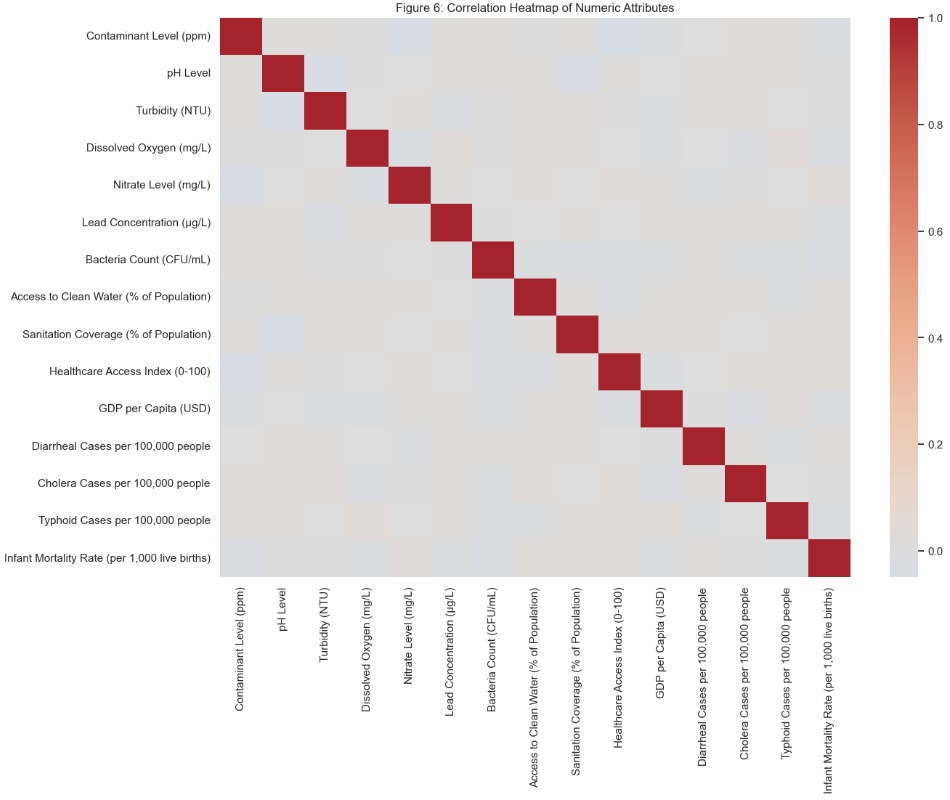 Figure 6: Correlation Heatmap of Numeric Attributes
Contaminant Level (ppm)
pH Level
Turbidity (NTU)
Dissolved Oxygen (mg/L)
Nitrate Level (mg/L)
Lead Concentration (µg/L)
Bacteria Count (CFU/mL)
Access to Clean Water (% of Population)
Sanitation Coverage (% of Population)
Healthcare Access Index (0-100)
GDP per Capita (USD)
Diarrheal Cases per 100,000 people
Cholera Cases per 100,000 people
Typhoid Cases per 100,000 people
Infant Mortality Rate (per 1,000 live births)
Contaminant Level (ppm)
pH Level
Turbidity (NTU)
Dissolved Oxygen (mg/L)
Nitrate Level (mg/L)
Lead Concentration (µg/L)
Bacteria Count (CFU/mL)
Access to Clean Water (% of Population)
Sanitation Coverage (% of Population)
Healthcare Access Index (0-100)
GDP per Capita (USD)
Diarrheal Cases per 100,000 people
Cholera Cases per 100,000 people
Typhoid Cases per 100,000 people
Infant Mortality Rate (per 1,000 live births)
1.0
0.8
0.6
0.4
0.2
0.0